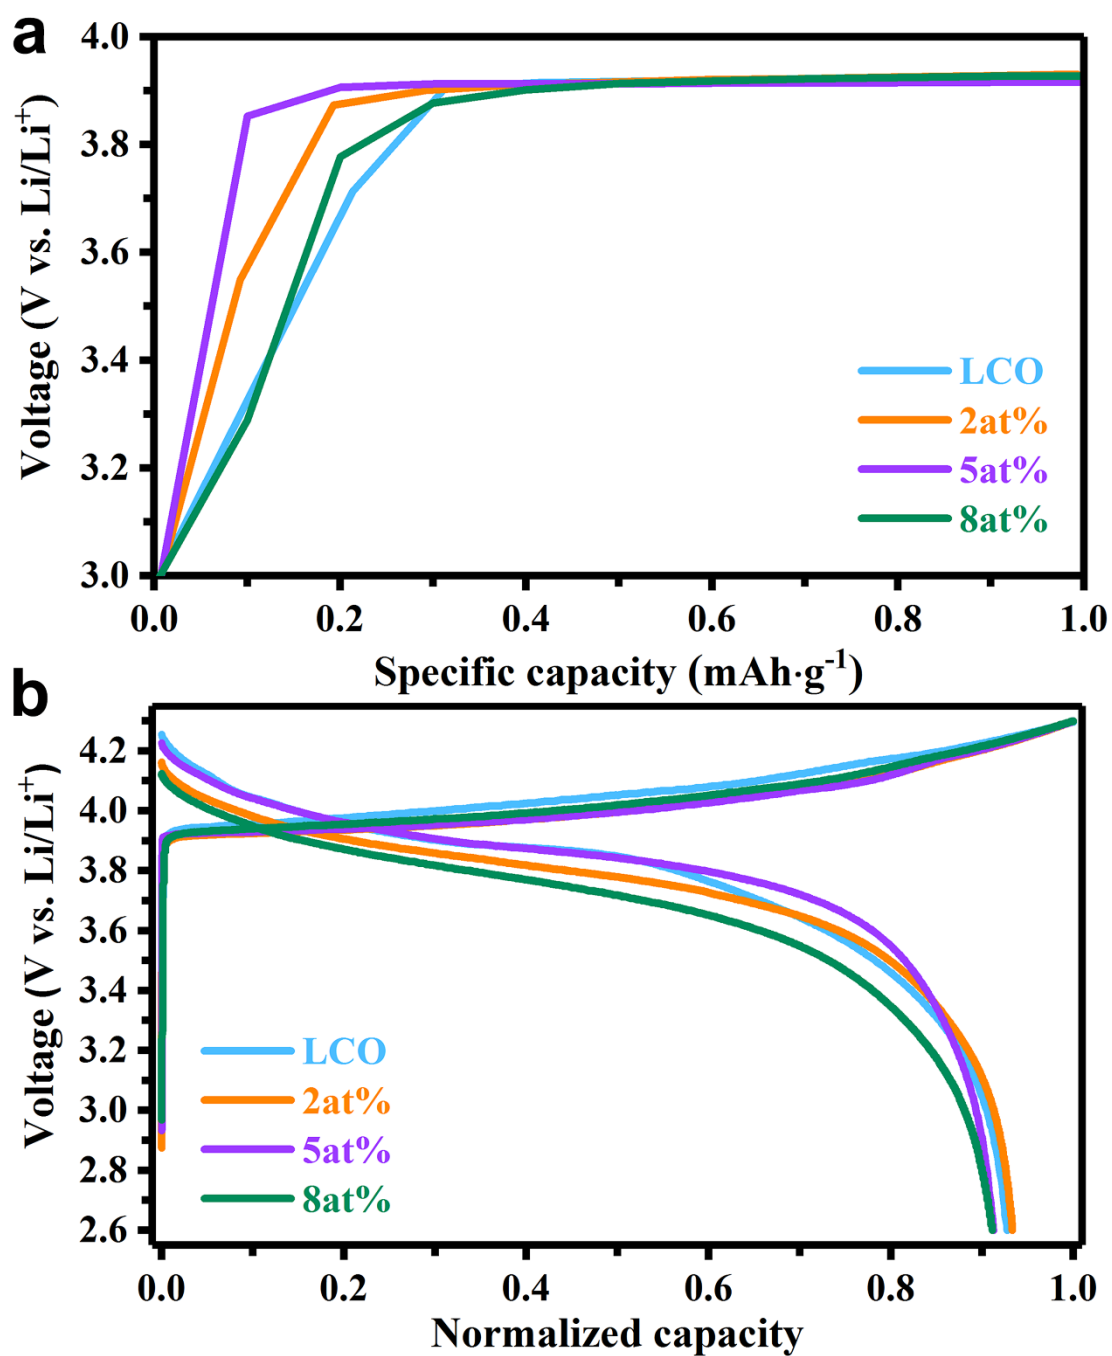 a
Voltage (V vs. Li/Li⁺)
4.0
3.8
3.6
3.4
3.2
3.0
LCO
2at%
5at%
8at%
0.0 0.2 0.4 0.6 0.8 1.0
Specific capacity (mAh·g⁻¹)
b
Voltage (V vs. Li/Li⁺)
4.2
4.0
3.8
3.6
3.4
3.2
3.0
2.8
2.6
LCO
2at%
5at%
8at%
0.0 0.2 0.4 0.6 0.8 1.0
Normalized capacity